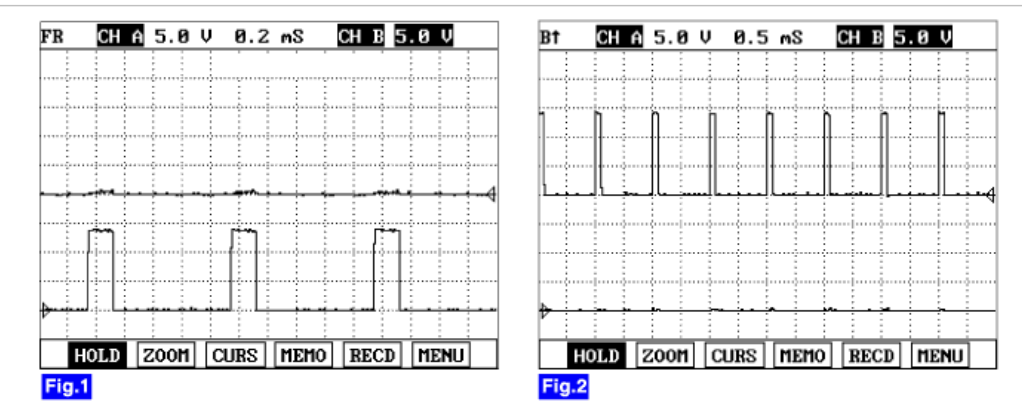 FR CH A 5.0 V 0.2 mS CH B 5.0 V
HOLD ZOOM CURS MEMO RECD MENU
Fig.1
B↑ CH A 5.0 V 0.5 mS CH B 5.0 V
HOLD ZOOM CURS MEMO RECD MENU
Fig.2